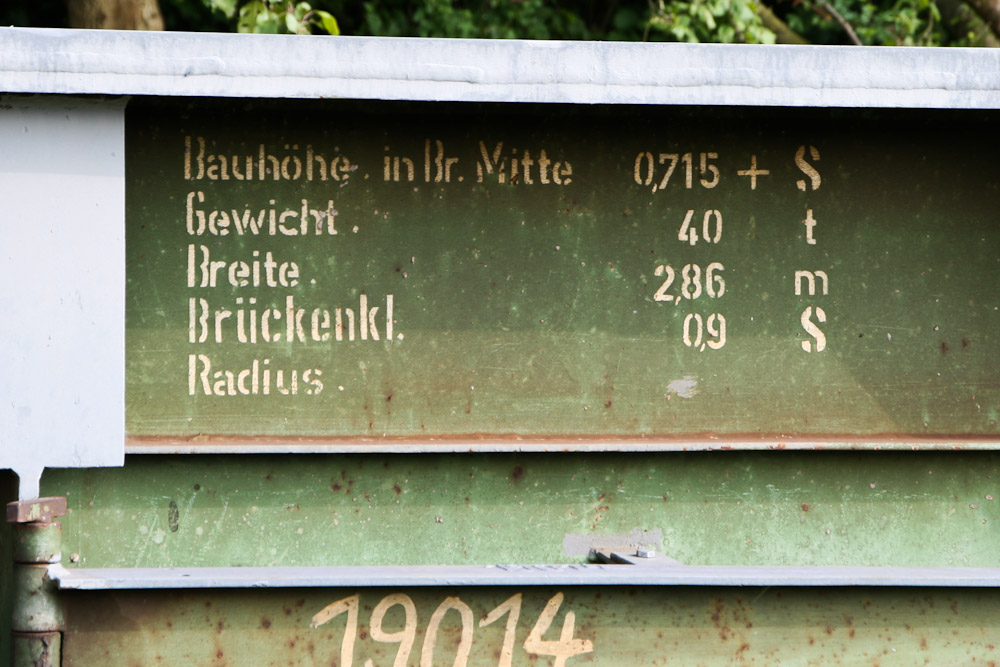 Bauhöhe. in Br. Mitte 0,715 + S
Gewicht. 40 t
Breite. 2,86 m
Brückenkl. 0,9 S
Radius.
19014